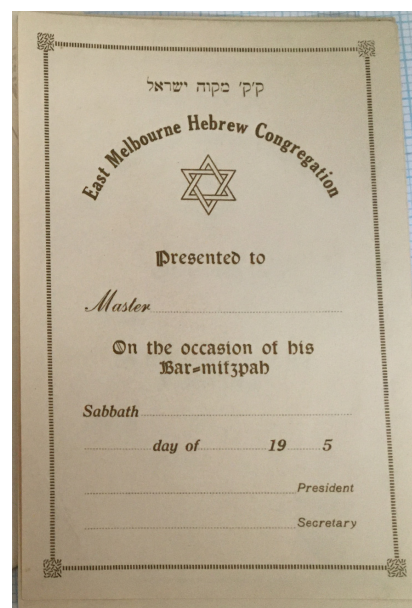 ק'ק' מקוה ישראל
East Melbourne Hebrew Congregation
Presented to
Master
On the occasion of his
Bar=mitzvah
Sabbath
day of 19 5
President
Secretary